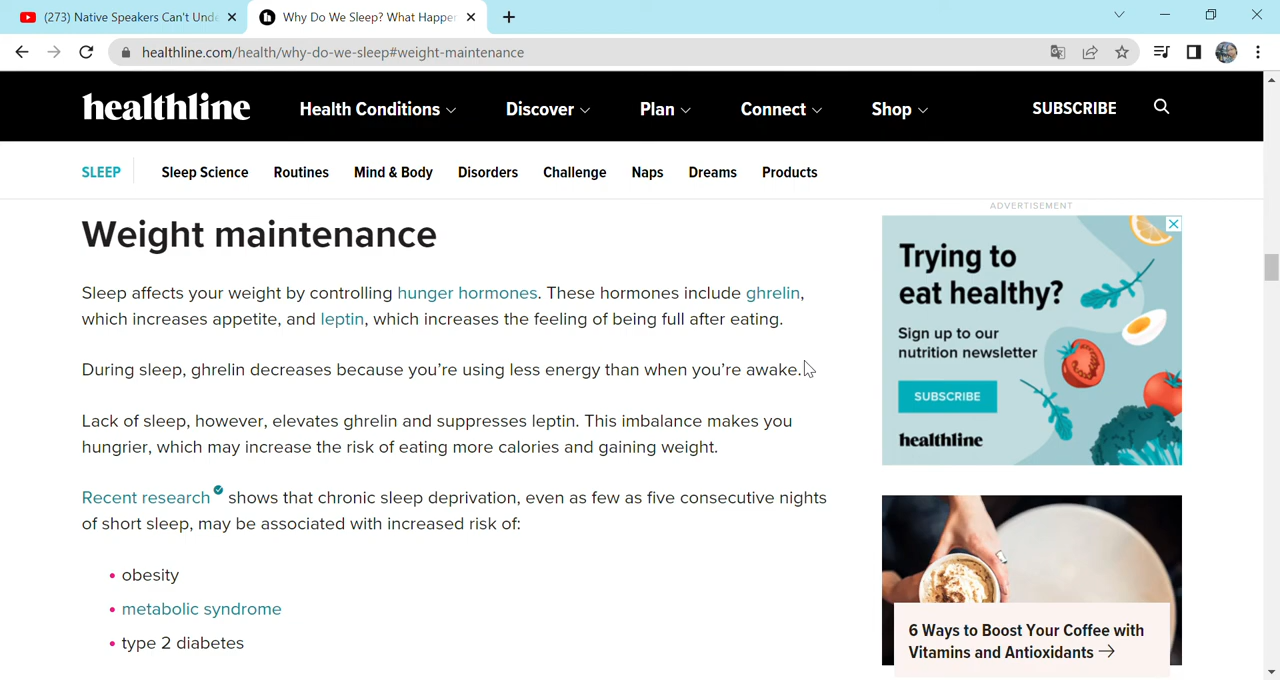 (273) Native Speakers Can't Unde
Why Do We Sleep? What Happen
healthline.com/health/why-do-we-sleep#weight-maintenance
healthline
Health Conditions
Discover
Plan
Connect
Shop
SUBSCRIBE
SLEEP
Sleep Science
Routines
Mind & Body
Disorders
Challenge
Naps
Dreams
Products
Weight maintenance
Sleep affects your weight by controlling hunger hormones. These hormones include ghrelin,
which increases appetite, and leptin, which increases the feeling of being full after eating.
During sleep, ghrelin decreases because you’re using less energy than when you’re awake.
Lack of sleep, however, elevates ghrelin and suppresses leptin. This imbalance makes you
hungrier, which may increase the risk of eating more calories and gaining weight.
Recent research shows that chronic sleep deprivation, even as few as five consecutive nights
of short sleep, may be associated with increased risk of:
• obesity
• metabolic syndrome
• type 2 diabetes
ADVERTISEMENT
Trying to
eat healthy?
Sign up to our
nutrition newsletter
SUBSCRIBE
healthline
6 Ways to Boost Your Coffee with
Vitamins and Antioxidants →